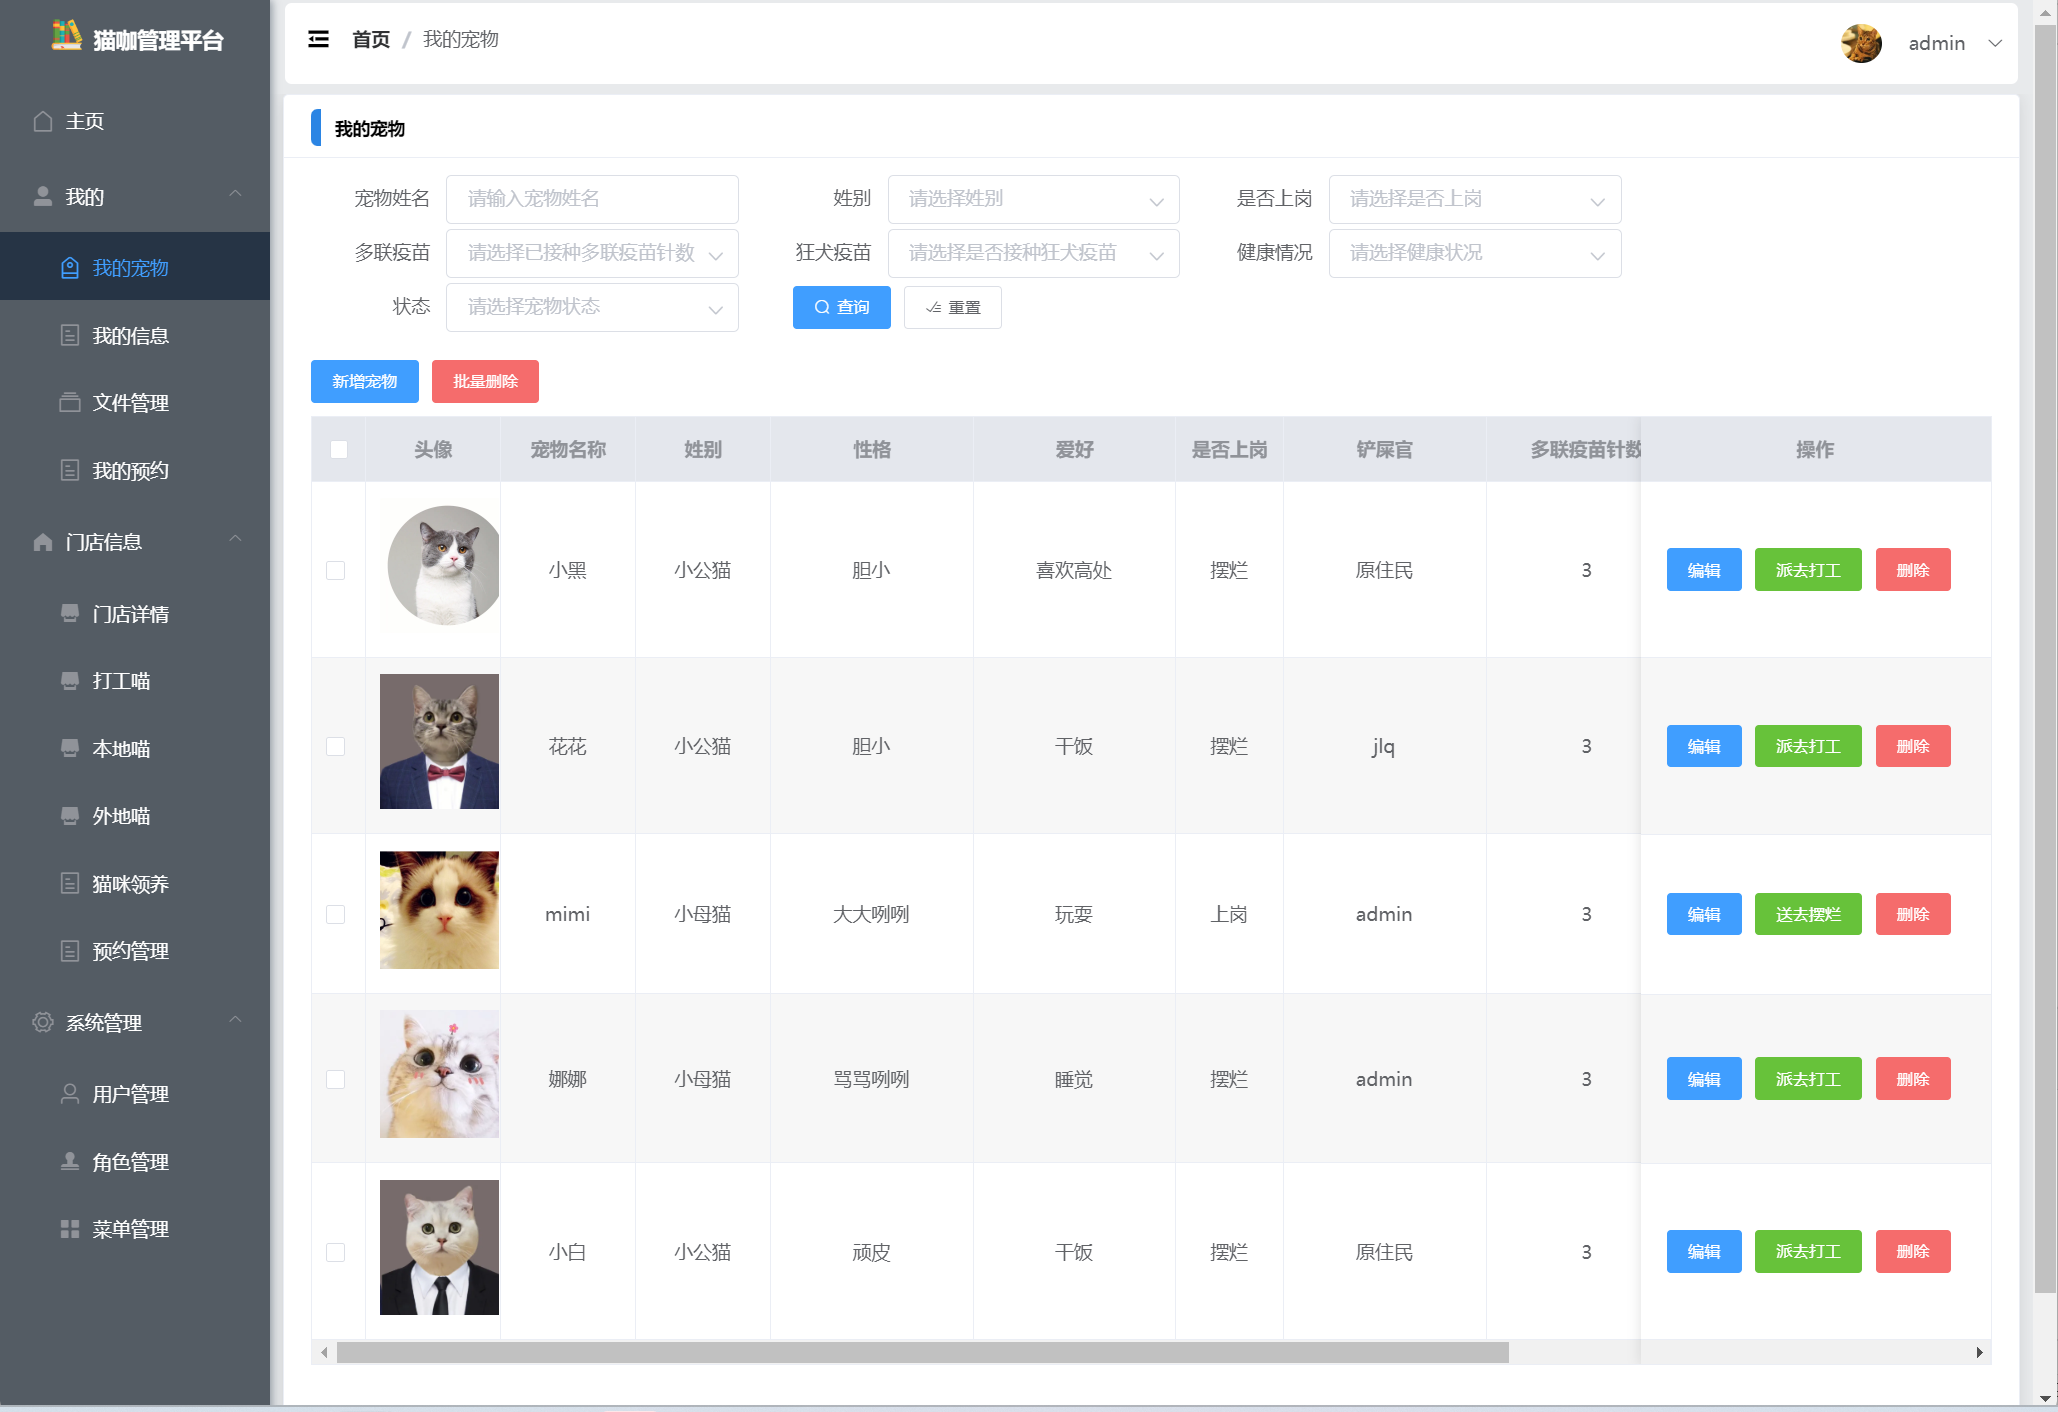 猫咖管理平台
主页
我的
我的宠物
我的信息
文件管理
我的预约
门店信息
门店详情
打工喵
本地喵
外地喵
猫咪领养
预约管理
系统管理
用户管理
角色管理
菜单管理
首页 / 我的宠物
admin
我的宠物
宠物姓名 请输入宠物姓名 姓别 请选择姓别 是否上岗 请选择是否上岗
多联疫苗 请选择已接种多联疫苗针数 狂犬疫苗 请选择是否接种狂犬疫苗 健康情况 请选择健康状况
状态 请选择宠物状态 查询 重置
新增宠物 批量删除
头像 宠物名称 姓别 性格 爱好 是否上岗 铲屎官 多联疫苗针数 操作
小黑 小公猫 胆小 喜欢高处 摆烂 原住民 3 编辑 派去打工 删除
花花 小公猫 胆小 干饭 摆烂 jlq 3 编辑 派去打工 删除
mimi 小母猫 大大咧咧 玩耍 上岗 admin 3 编辑 送去摆烂 删除
娜娜 小母猫 骂骂咧咧 睡觉 摆烂 admin 3 编辑 派去打工 删除
小白 小公猫 顽皮 干饭 摆烂 原住民 3 编辑 派去打工 删除